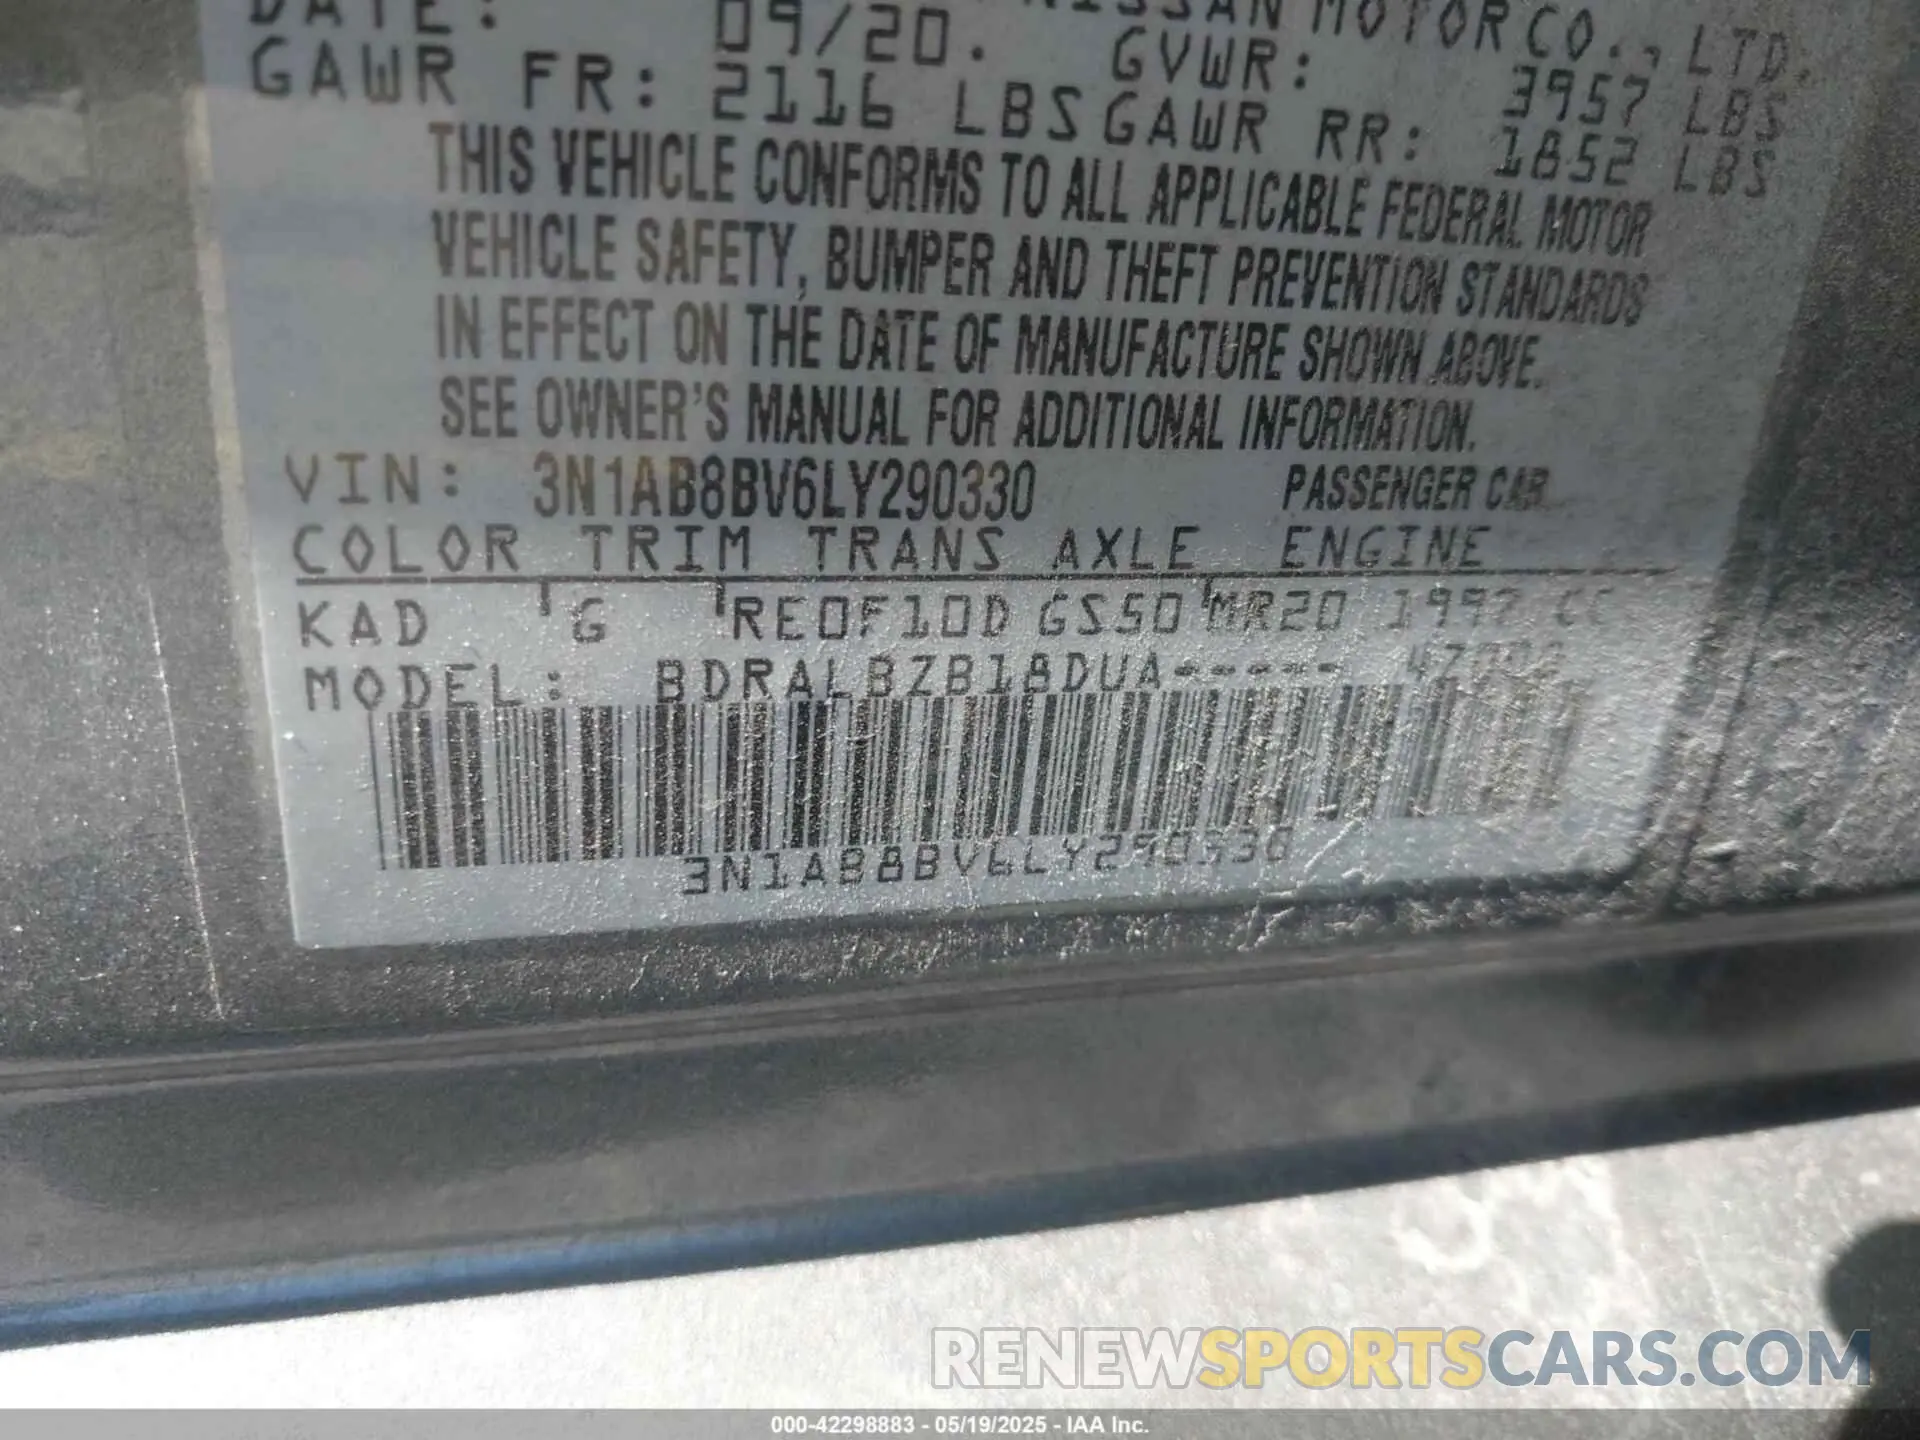 DATE: 09/20. NISSAN MOTOR CO., LTD.
GVWR: 3957 LBS
GAWR FR: 2116 LBS GAWR RR: 1852 LBS
THIS VEHICLE CONFORMS TO ALL APPLICABLE FEDERAL MOTOR
VEHICLE SAFETY, BUMPER AND THEFT PREVENTION STANDARDS
IN EFFECT ON THE DATE OF MANUFACTURE SHOWN ABOVE.
SEE OWNER'S MANUAL FOR ADDITIONAL INFORMATION.
VIN: 3N1AB8BV6LY290330 PASSENGER CAR
COLOR TRIM TRANS AXLE ENGINE
KAD G RE0F10D GS50 MR20 1997 CC
MODEL: BDRALBZB18DUA-----
3N1AB8BV6LY290330
RENEWSPORTSCARS.COM
000-42298883 - 05/19/2025 - IAA Inc.